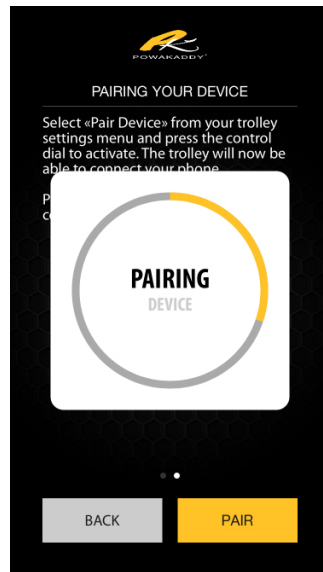 POWAKADDY
PAIRING YOUR DEVICE
Select «Pair Device» from your trolley
settings menu and press the control
dial to activate. The trolley will now be
able to connect your phone.
PAIRING
DEVICE
BACK
PAIR